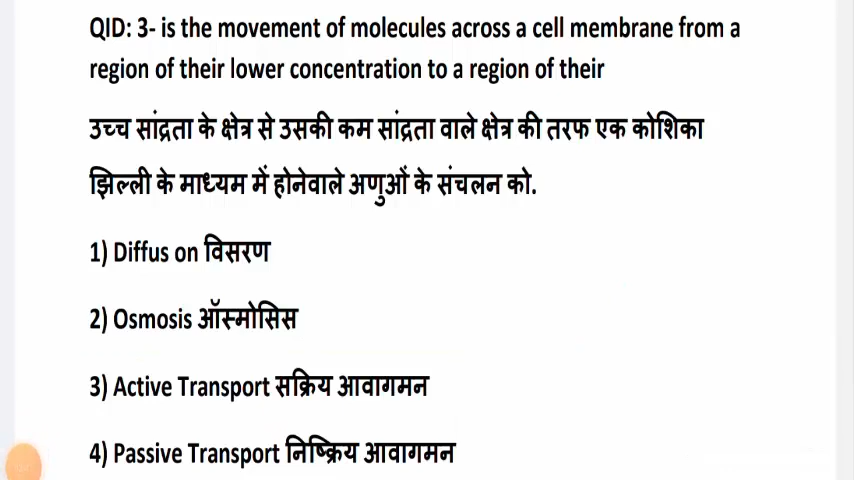 QID: 3- is the movement of molecules across a cell membrane from a
region of their lower concentration to a region of their
उच्च सांद्रता के क्षेत्र से उसकी कम सांद्रता वाले क्षेत्र की तरफ एक कोशिका
झिल्ली के माध्यम में होनेवाले अणुओं के संचलन को.
1) Diffus on विसरण
2) Osmosis ऑस्मोसिस
3) Active Transport सक्रिय आवागमन
4) Passive Transport निष्क्रिय आवागमन